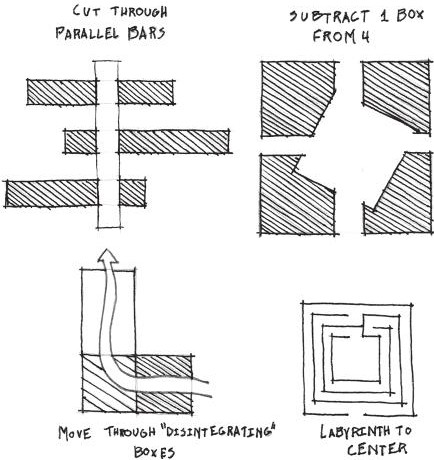 CUT THROUGH
PARALLEL BARS
SUBTRACT 1 BOX
FROM 4
MOVE THROUGH "DISINTEGRATING"
BOXES
LABYRINTH TO
CENTER